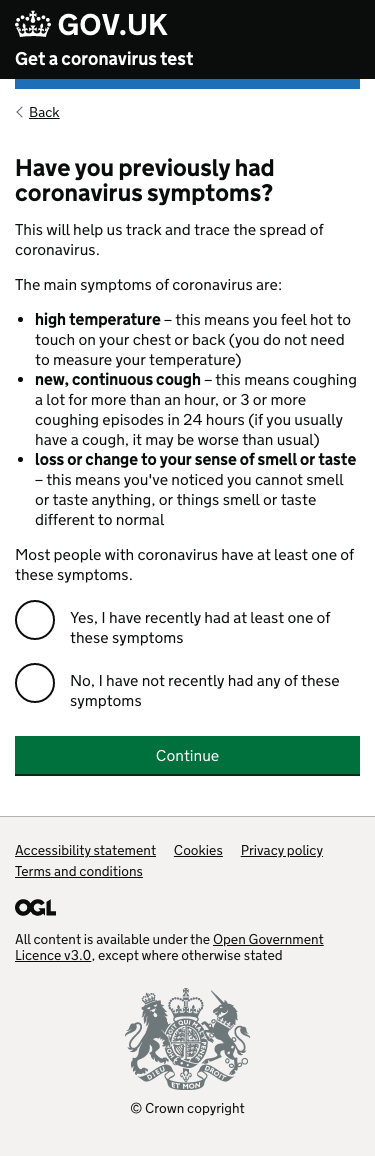 GOV.UK
Get a coronavirus test
Back
Have you previously had
coronavirus symptoms?
This will help us track and trace the spread of
coronavirus.
The main symptoms of coronavirus are:
• high temperature – this means you feel hot to
touch on your chest or back (you do not need
to measure your temperature)
• new, continuous cough – this means coughing
a lot for more than an hour, or 3 or more
coughing episodes in 24 hours (if you usually
have a cough, it may be worse than usual)
• loss or change to your sense of smell or taste
– this means you've noticed you cannot smell
or taste anything, or things smell or taste
different to normal
Most people with coronavirus have at least one of
these symptoms.
Yes, I have recently had at least one of
these symptoms
No, I have not recently had any of these
symptoms
Continue
Accessibility statement Cookies Privacy policy
Terms and conditions
OGL
All content is available under the Open Government
Licence v3.0, except where otherwise stated
DIEU ET MON DROIT
© Crown copyright